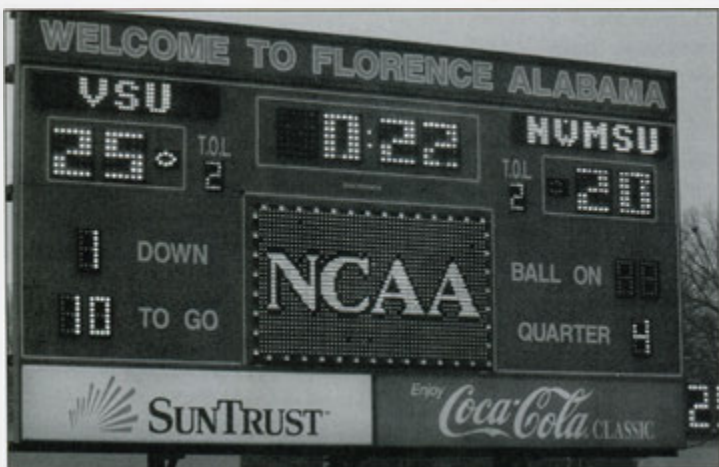 WELCOME TO FLORENCE ALABAMA
VSU
0:22
NWMSU
25
T.O.L
2
T.O.L
2
20
1 DOWN
NCAA
BALL ON
10 TO GO
QUARTER 4
SUNTRUST
Enjoy
Coca-Cola CLASSIC